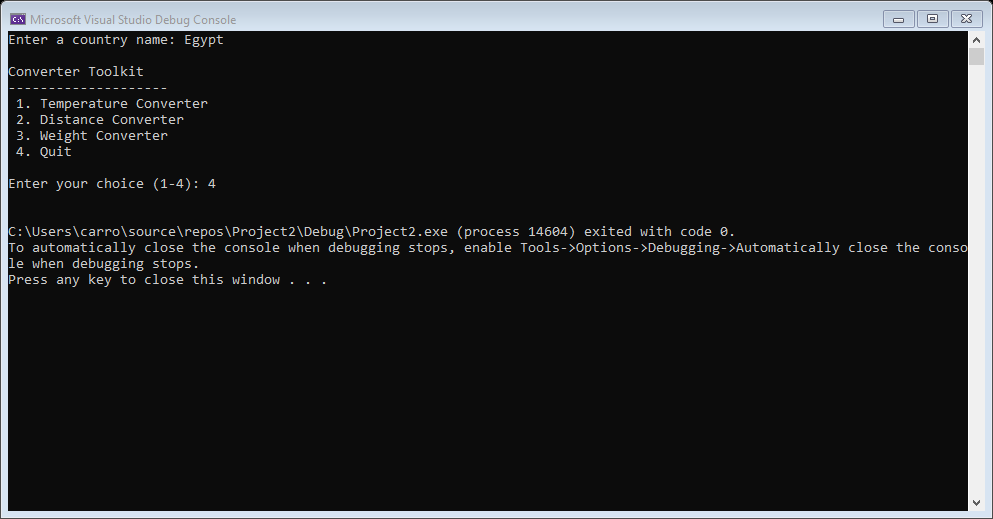 Microsoft Visual Studio Debug Console
Enter a country name: Egypt
Converter Toolkit
--------------------
1. Temperature Converter
2. Distance Converter
3. Weight Converter
4. Quit
Enter your choice (1-4): 4
C:\Users\carro\source\repos\Project2\Debug\Project2.exe (process 14604) exited with code 0.
To automatically close the console when debugging stops, enable Tools->Options->Debugging->Automatically close the conso
le when debugging stops.
Press any key to close this window . . .